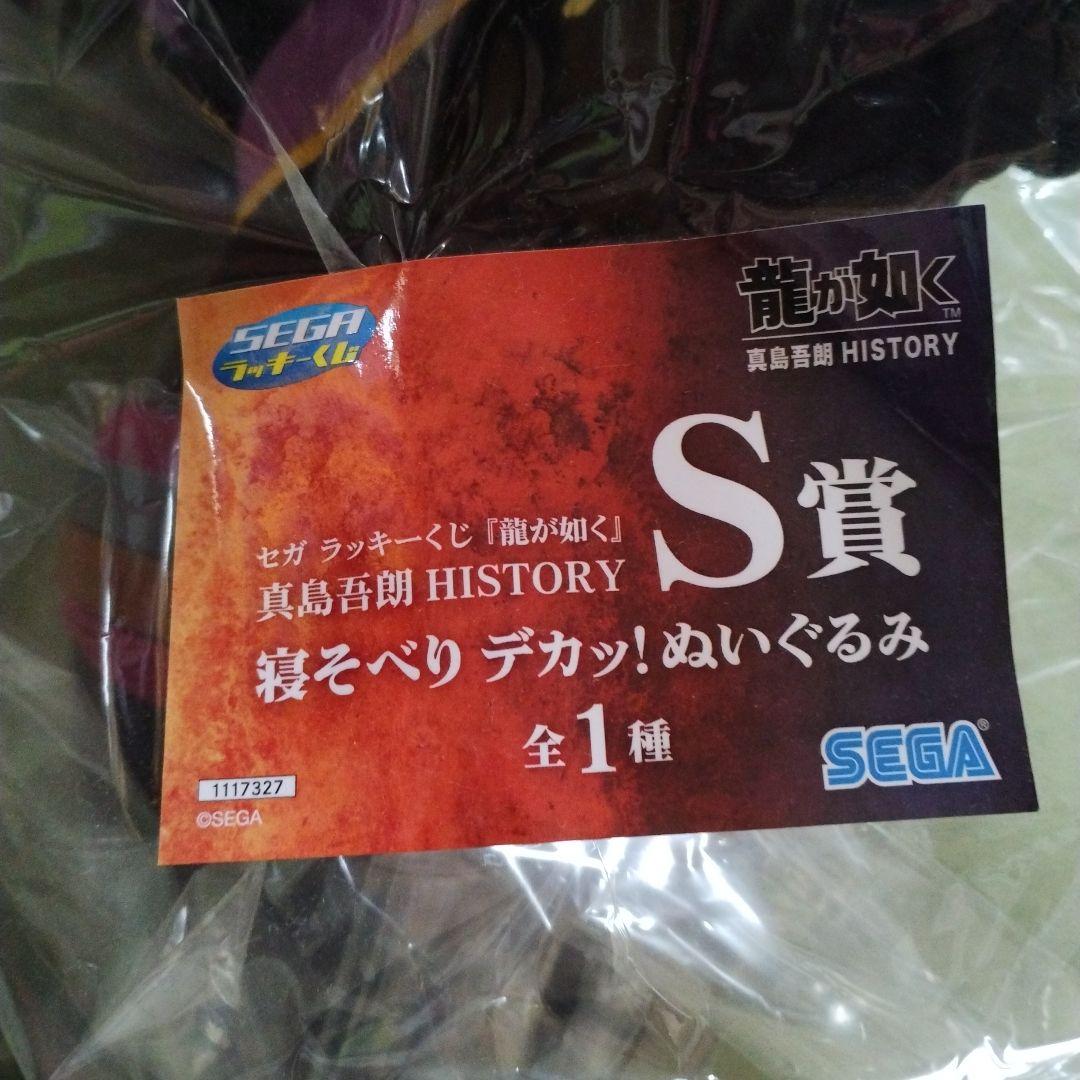 SEGA
ラッキーくじ
龍が如く™
真島吾朗 HISTORY
S賞
セガ ラッキーくじ『龍が如く』
真島吾朗 HISTORY
寝そべり デカッ!ぬいぐるみ
全1種
SEGA®
1117327
©SEGA